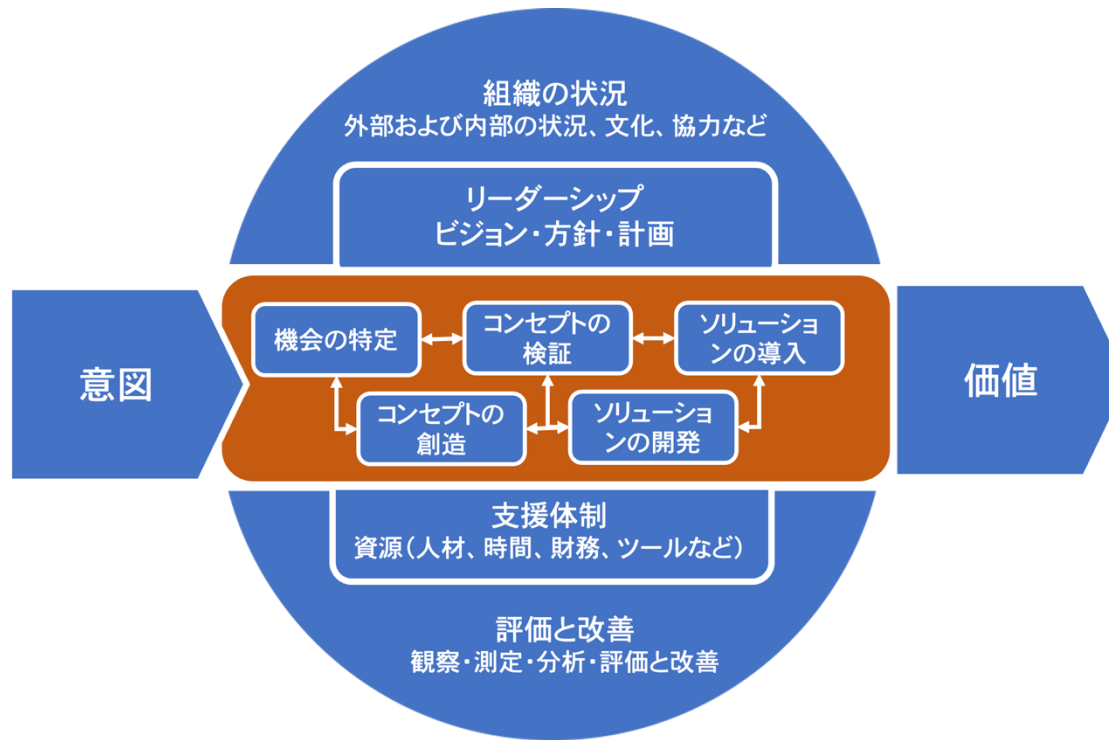 組織の状況
外部および内部の状況、文化、協力など
リーダーシップ
ビジョン・方針・計画
意図
機会の特定
コンセプトの
検証
ソリューショ
ンの導入
コンセプトの
創造
ソリューショ
ンの開発
価値
支援体制
資源（人材、時間、財務、ツールなど）
評価と改善
観察・測定・分析・評価と改善